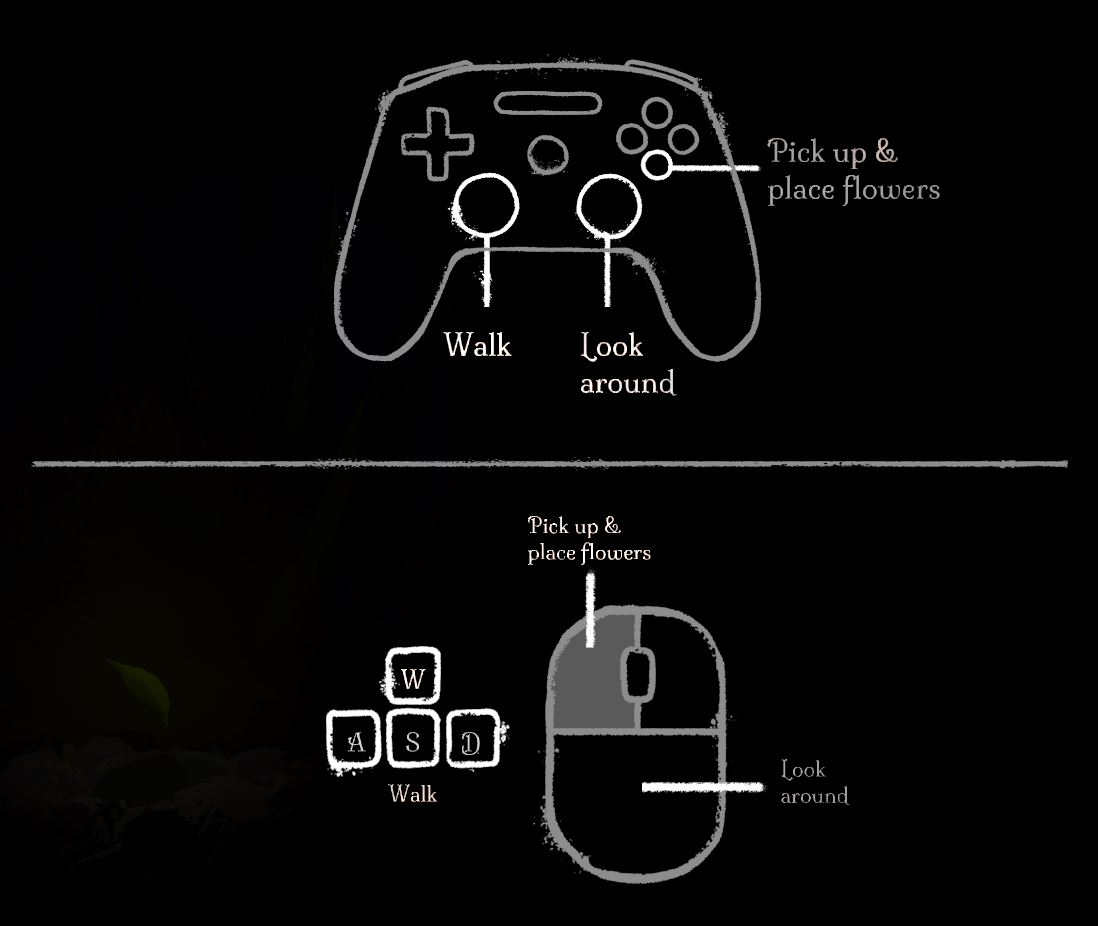 Pick up &
place flowers
Walk
Look
around
Pick up &
place flowers
W
A S D
Walk
Look
around